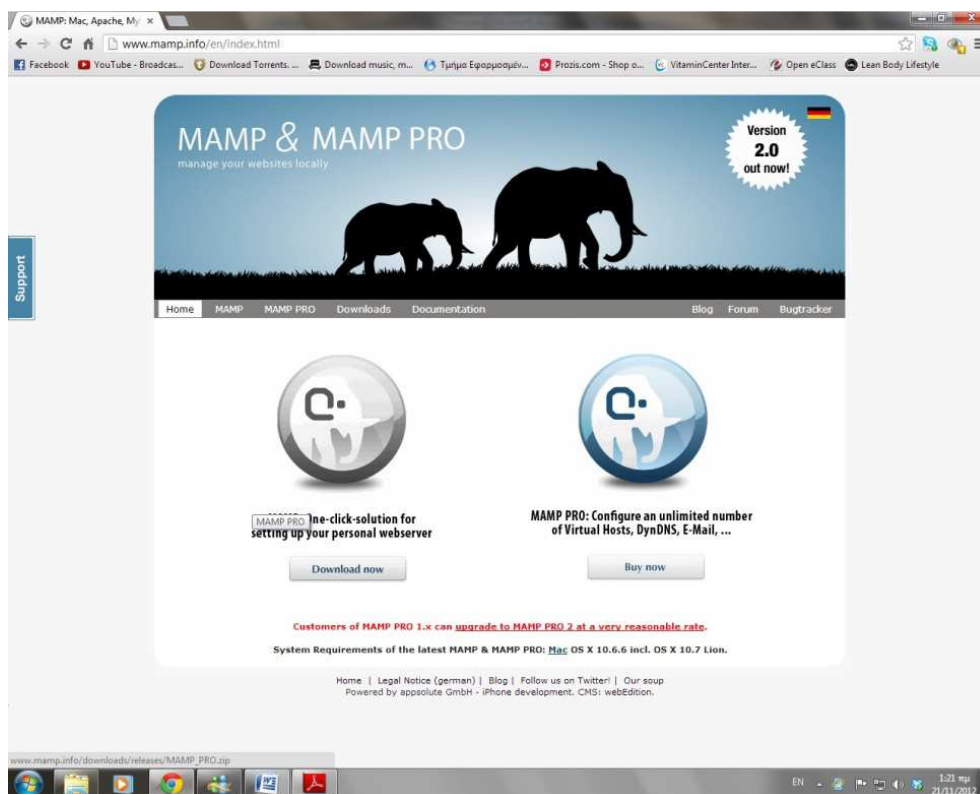 MAMP: Mac, Apache, My
www.mamp.info/en/index.html
Facebook
YouTube - Broadcas...
Download Torrents. ...
Download music, m...
Τμήμα Εφαρμοσμέν...
Prozis.com - Shop o...
VitaminCenter Inter...
Open eClass
Lean Body Lifestyle
MAMP & MAMP PRO
manage your websites locally
Version
2.0
out now!
Support
Home
MAMP
MAMP PRO
Downloads
Documentation
Blog
Forum
Bugtracker
MAMP PRO
ne-click-solution for
setting up your personal webserver
Download now
MAMP PRO: Configure an unlimited number
of Virtual Hosts, DynDNS, E-Mail, ...
Buy now
Customers of MAMP PRO 1.x can upgrade to MAMP PRO 2 at a very reasonable rate.
System Requirements of the latest MAMP & MAMP PRO: Mac OS X 10.6.6 incl. OS X 10.7 Lion.
Home | Legal Notice (german) | Blog | Follow us on Twitter! | Our soup
Powered by appsolute GmbH - iPhone development. CMS: webEdition.
www.mamp.info/downloads/releases/MAMP_PRO.zip
EN
1:21 πμ
21/11/2012